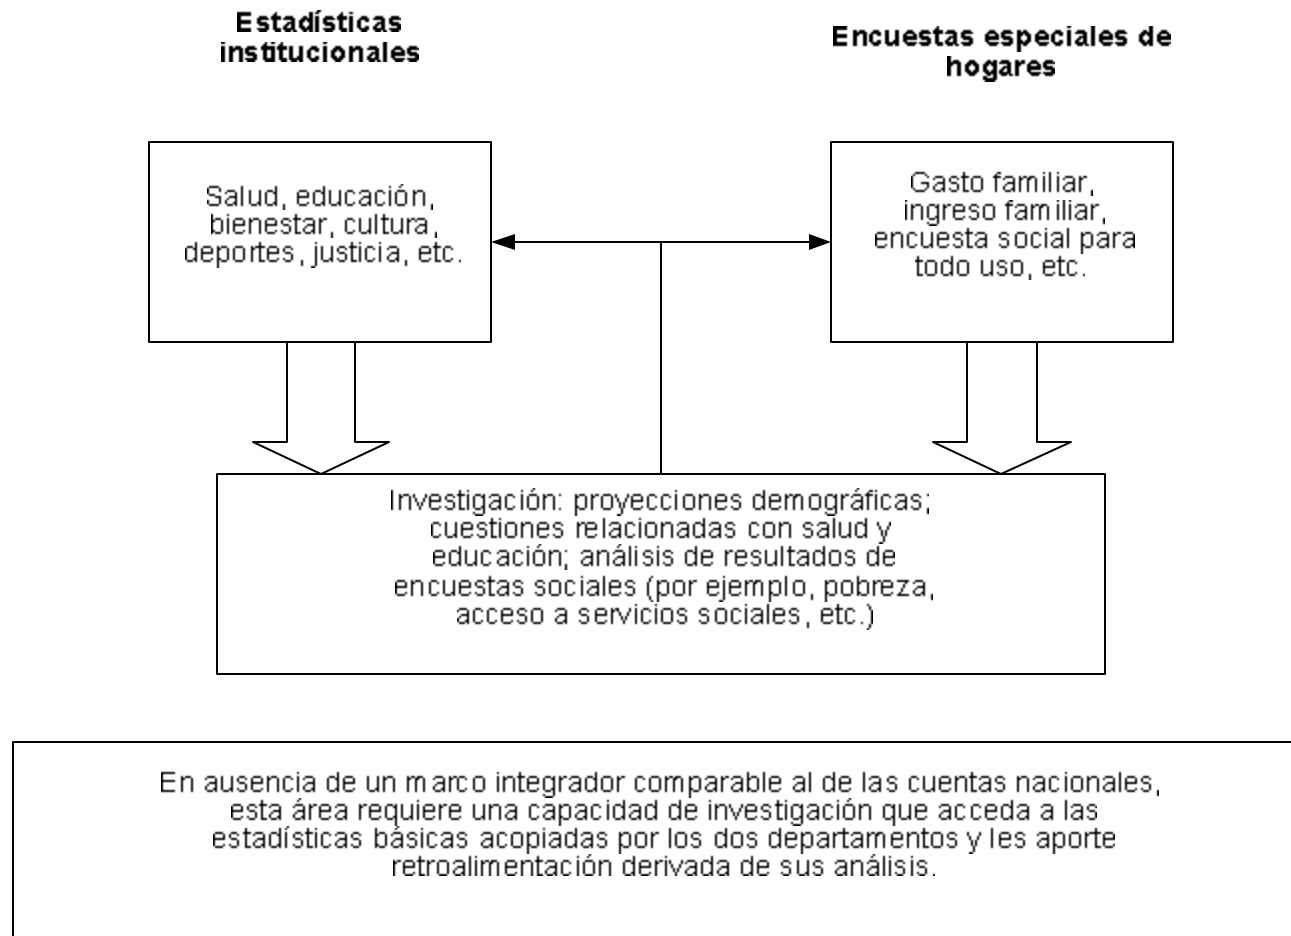 Estadísticas
institucionales
Encuestas especiales de
hogares
Salud, educación,
bienestar, cultura,
deportes, justicia, etc.
Gasto familiar,
ingreso familiar,
encuesta social para
todo uso, etc.
Investigación: proyecciones demográficas;
cuestiones relacionadas con salud y
educación; análisis de resultados de
encuestas sociales (por ejemplo, pobreza,
acceso a servicios sociales, etc.)
En ausencia de un marco integrador comparable al de las cuentas nacionales,
esta área requiere una capacidad de investigación que acceda a las
estadísticas básicas acopiadas por los dos departamentos y les aporte
retroalimentación derivada de sus análisis.